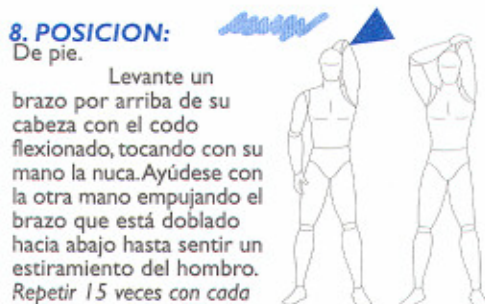 8. POSICION:
De pie.
Levante un
brazo por arriba de su
cabeza con el codo
flexionado, tocando con su
mano la nuca. Ayúdese con
la otra mano empujando el
brazo que está doblado
hacia abajo hasta sentir un
estiramiento del hombro.
Repetir 15 veces con cada